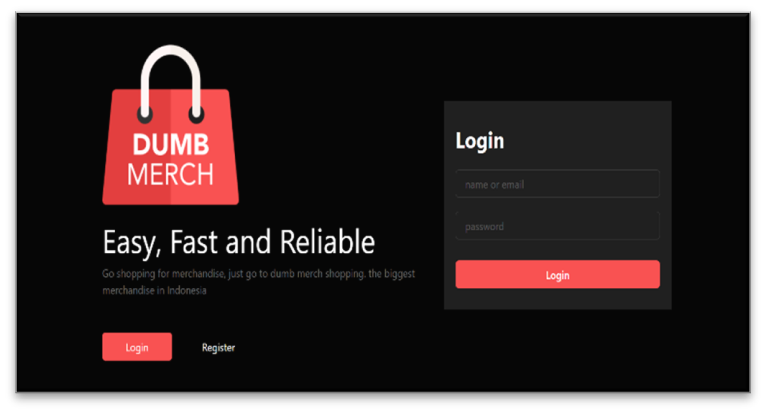 DUMB
MERCH
Easy, Fast and Reliable
Go shopping for merchandise, just go to dumb merch shopping. the biggest
merchandise in Indonesia
Login
Register
Login
name or email
password
Login